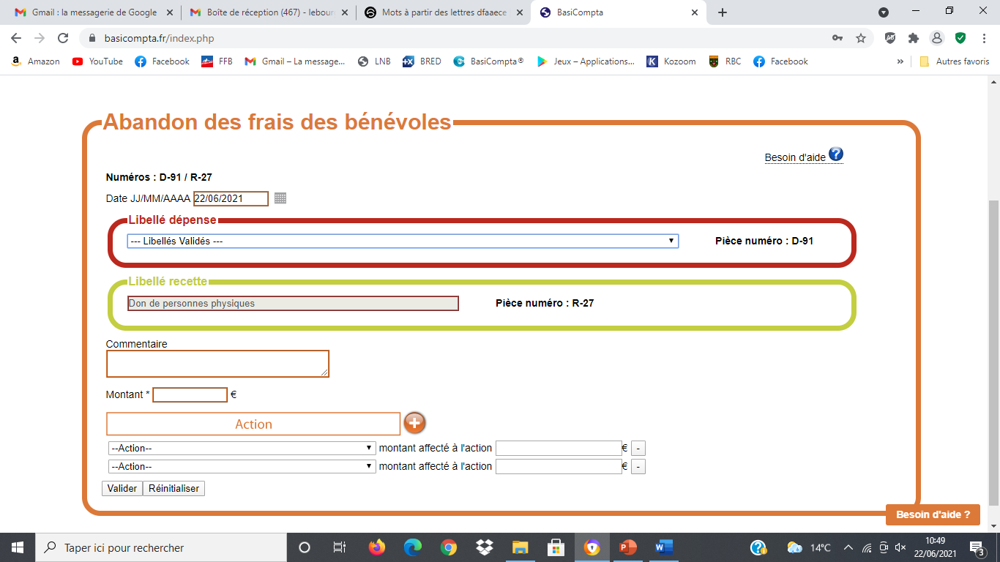 Gmail : la messagerie de Google
Boîte de réception (467) - lebour
Mots à partir des lettres dfaaece
BasiCompta
basicompta.fr/index.php
Amazon YouTube Facebook FFB Gmail – La message... LNB BRED BasiCompta® Jeux – Applications... Kozoom RBC Facebook » Autres favoris
Abandon des frais des bénévoles
Besoin d'aide ?
Numéros : D-91 / R-27
Date JJ/MM/AAAA 22/06/2021
Libellé dépense
--- Libellés Validés --- Pièce numéro : D-91
Libellé recette
Don de personnes physiques Pièce numéro : R-27
Commentaire
Montant * €
Action +
--Action-- montant affecté à l'action € -
--Action-- montant affecté à l'action € -
Valider Réinitialiser
Besoin d'aide ?
Taper ici pour rechercher
14°C
10:49
22/06/2021
3